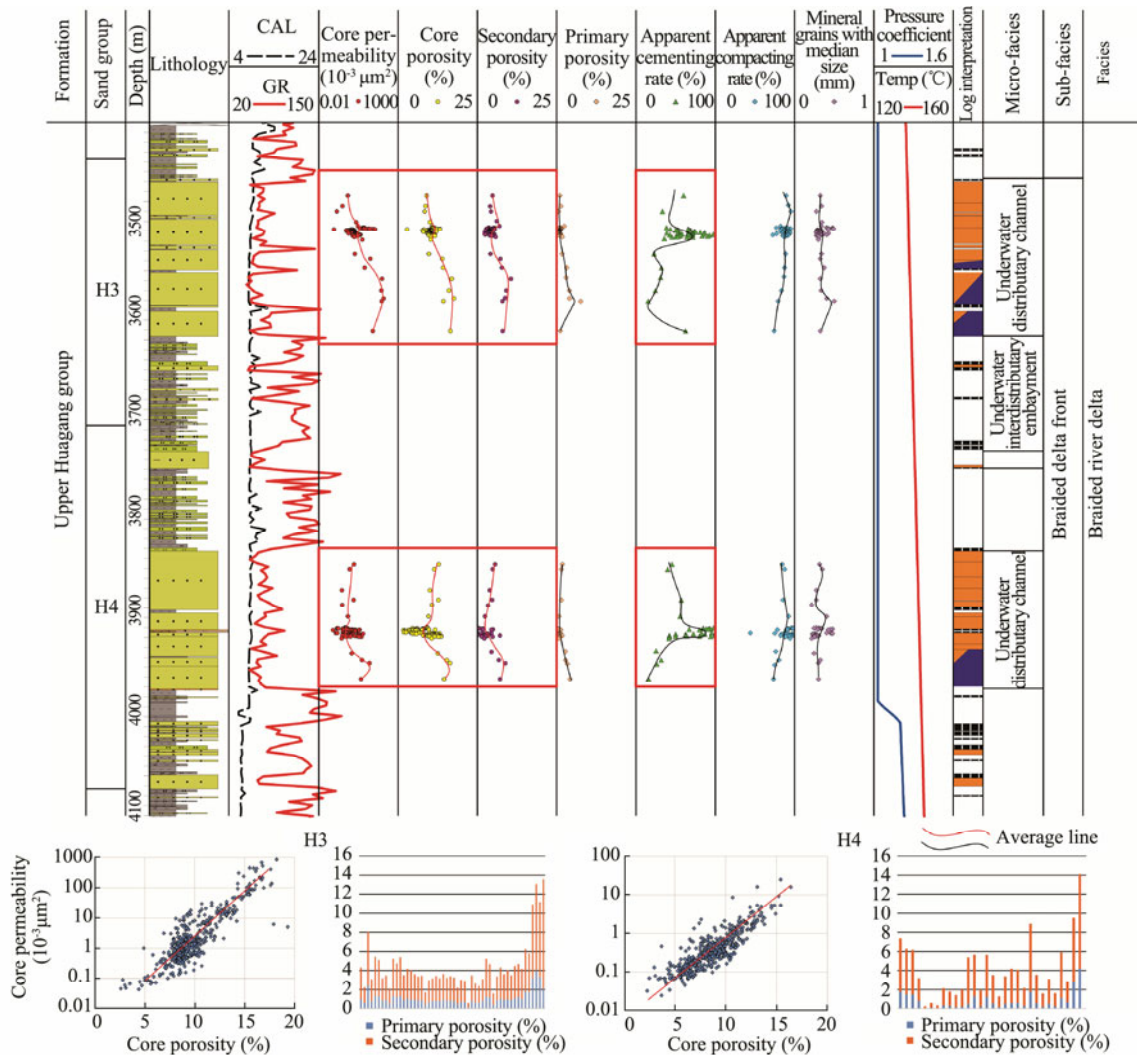 Formation
Sand group
Depth (m)
Lithology
CAL
4 24
GR
20 150
Core per-
meability
(10⁻³ μm²)
0.01 1000
Core
porosity
(%)
0 25
Secondary
porosity
(%)
0 25
Primary
porosity
(%)
0 25
Apparent
cementing
rate (%)
0 100
Apparent
compacting
rate (%)
0 100
Mineral
grains with
median
size
(mm)
0 1
Pressure
coefficient
1 1.6
Temp (℃)
120 160
Log interpretation
Micro-facies
Sub-facies
Facies
Upper Huagang group
H3
H4
3500
3600
3700
3800
3900
4000
4100
Underwater
distributary channel
Underwater
interdistributary
embayment
Underwater
distributary channel
Braided delta front
Braided river delta
H3
H4
Average line
Core permeability
(10⁻³μm²)
1000
100
10
1
0.1
0.01
0 5 10 15 20
Core porosity (%)
16
14
12
10
8
6
4
2
0
Primary porosity (%)
Secondary porosity (%)
100
10
1
0.1
0.01
0 5 10 15 20
Core porosity (%)
16
14
12
10
8
6
4
2
0
Primary porosity (%)
Secondary porosity (%)